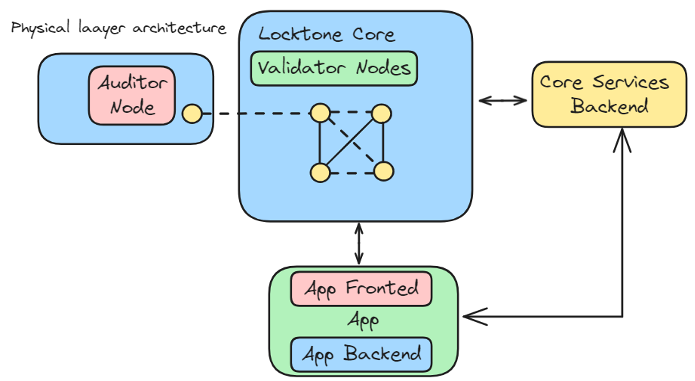 Physical laayer architecture
Locktone Core
Validator Nodes
Auditor
Node
Core Services
Backend
App Fronted
App
App Backend